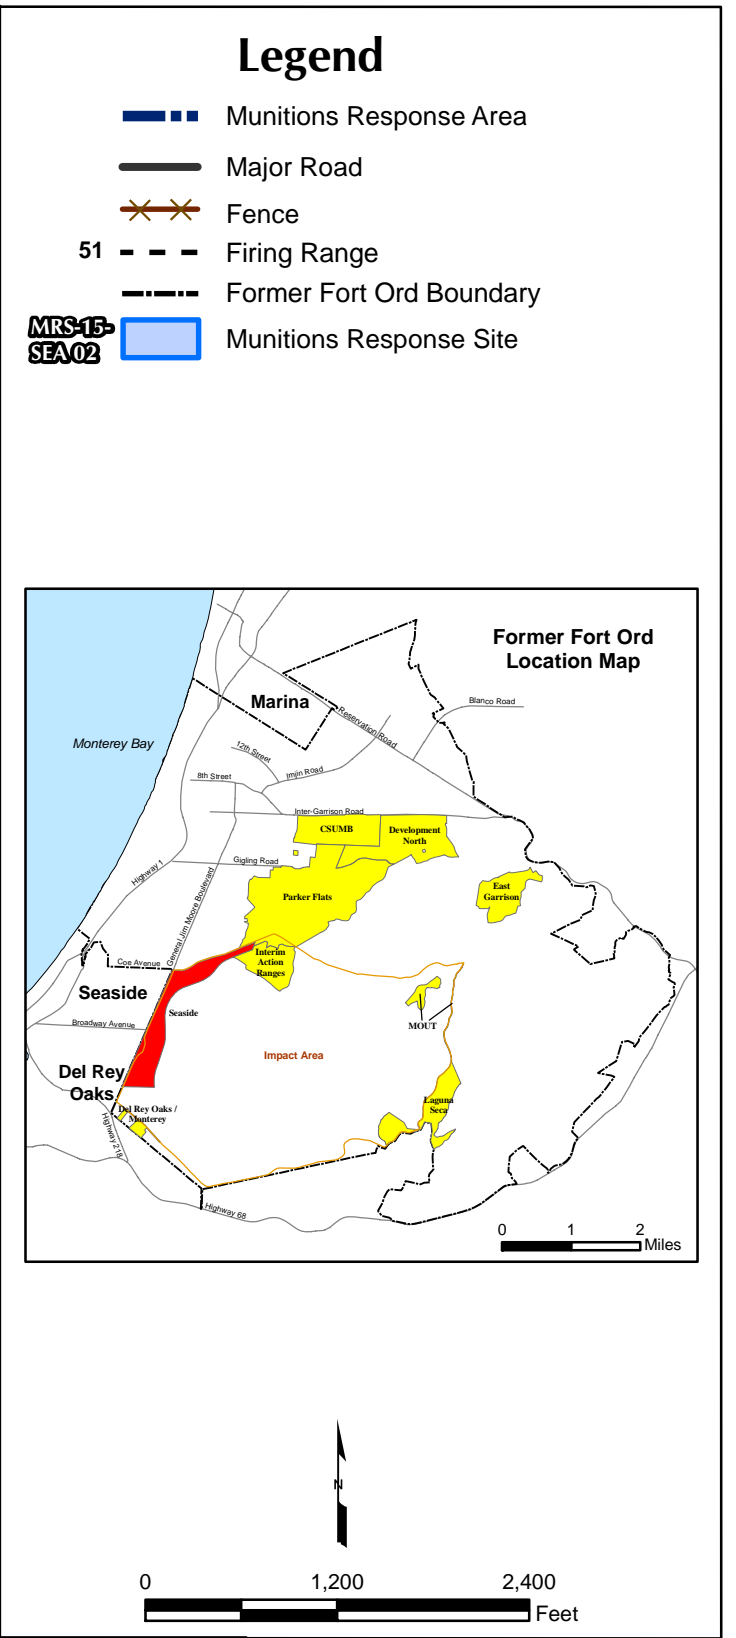 Legend
Munitions Response Area
Major Road
Fence
51
Firing Range
Former Fort Ord Boundary
MRS-15-
SEA 02
Munitions Response Site
Former Fort Ord
Location Map
Marina
Blanco Road
Reservation Road
Monterey Bay
12th Street
Imjin Road
8th Street
Inter-Garrison Road
CSUMB
Development
North
Highway 1
Gigling Road
General Jim Moore Boulevard
Parker Flats
East
Garrison
Coe Avenue
Interim
Action
Ranges
Seaside
Seaside
Broadway Avenue
MOUT
Impact Area
Del Rey
Oaks
Del Rey Oaks /
Monterey
Laguna
Seca
Highway 218
Highway 68
0 1 2
Miles
N
0 1,200 2,400
Feet